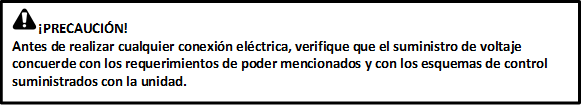 ¡PRECAUCIÓN!
Antes de realizar cualquier conexión eléctrica, verifique que el suministro de voltaje
concuerde con los requerimientos de poder mencionados y con los esquemas de control
suministrados con la unidad.